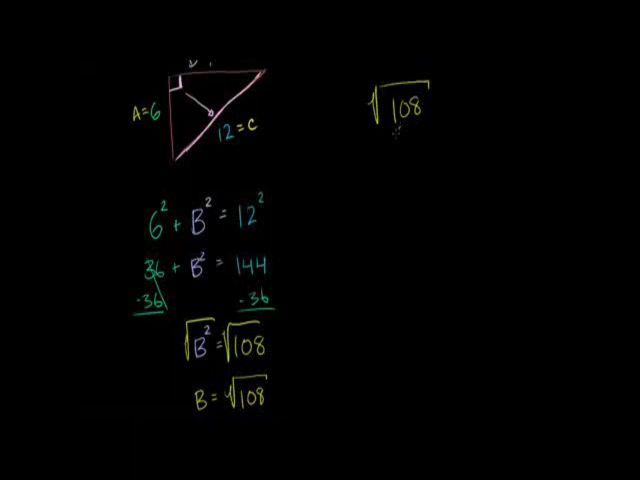 A=6
12=C
√108
6² + B² = 12²
36 + B² = 144
-36 -36
√B² = √108
B = √108